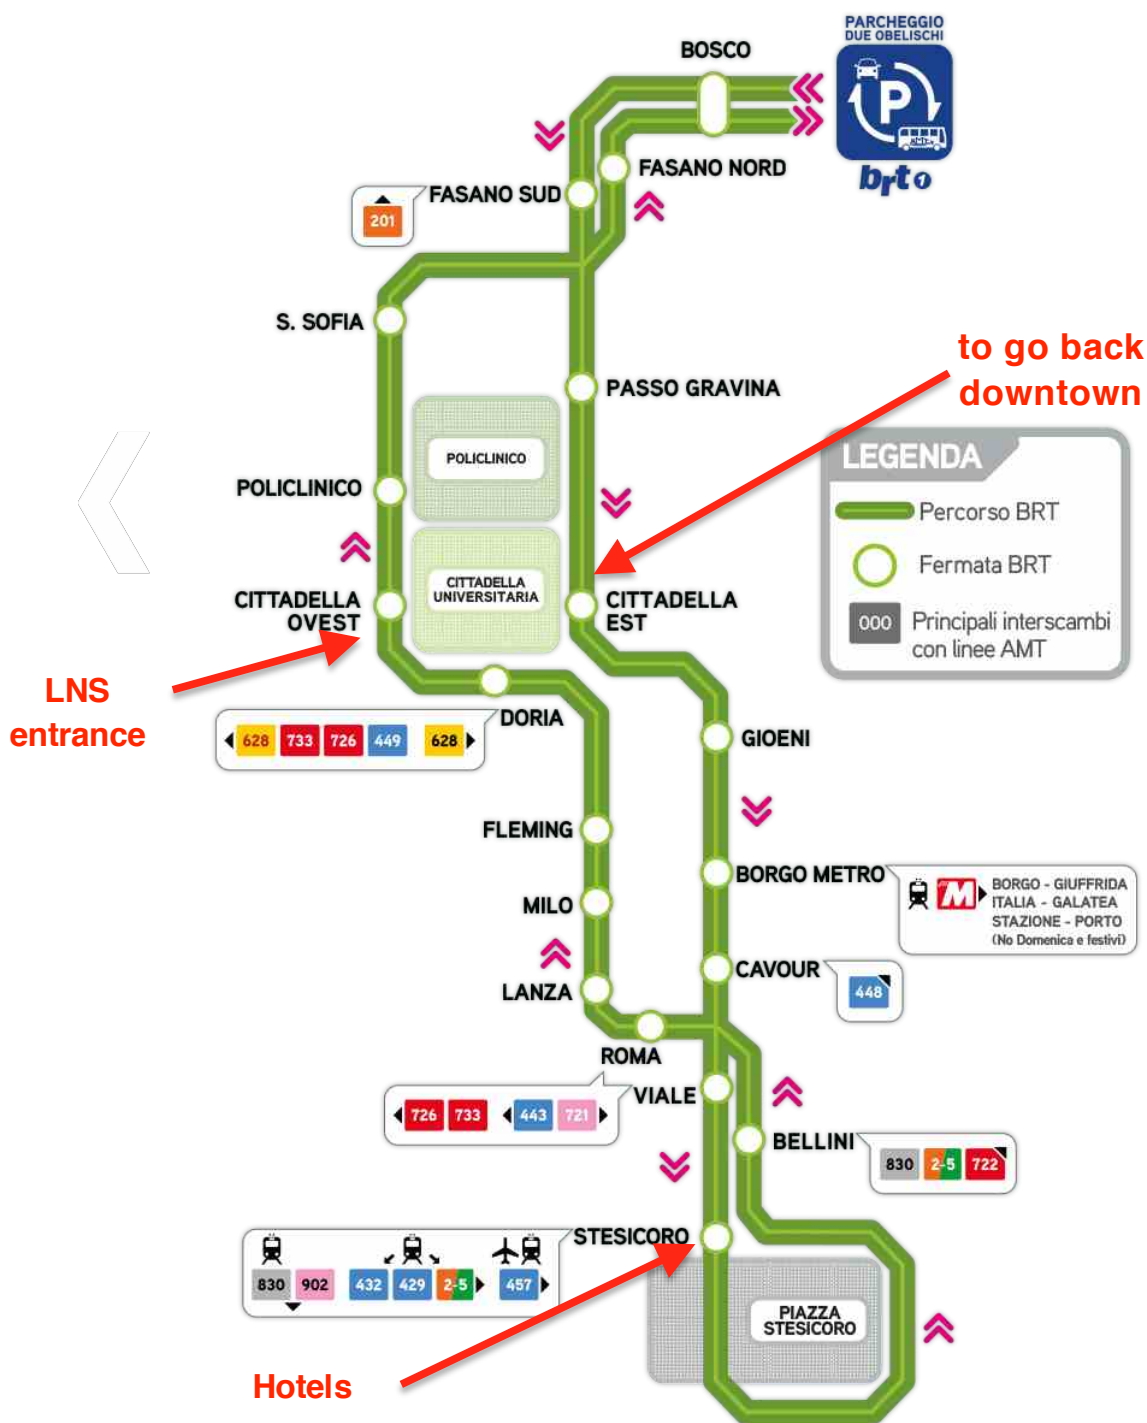 PARCHEGGIO
DUE OBELISCHI
P
brt 1
BOSCO
FASANO NORD
FASANO SUD
201
S. SOFIA
to go back
downtown
PASSO GRAVINA
POLICLINICO
POLICLINICO
LEGENDA
Percorso BRT
Fermata BRT
000 Principali interscambi
con linee AMT
CITTADELLA
UNIVERSITARIA
CITTADELLA
OVEST
CITTADELLA
EST
LNS
entrance
DORIA
628 733 726 449 628
GIOENI
FLEMING
BORGO METRO
M
BORGO - GIUFFRIDA
ITALIA - GALATEA
STAZIONE - PORTO
(No Domenica e festivi)
MILO
CAVOUR
448
LANZA
ROMA
VIALE
726 733 443 721
BELLINI
830 2-5 722
STESICORO
830 902 432 429 2-5 457
PIAZZA
STESICORO
Hotels